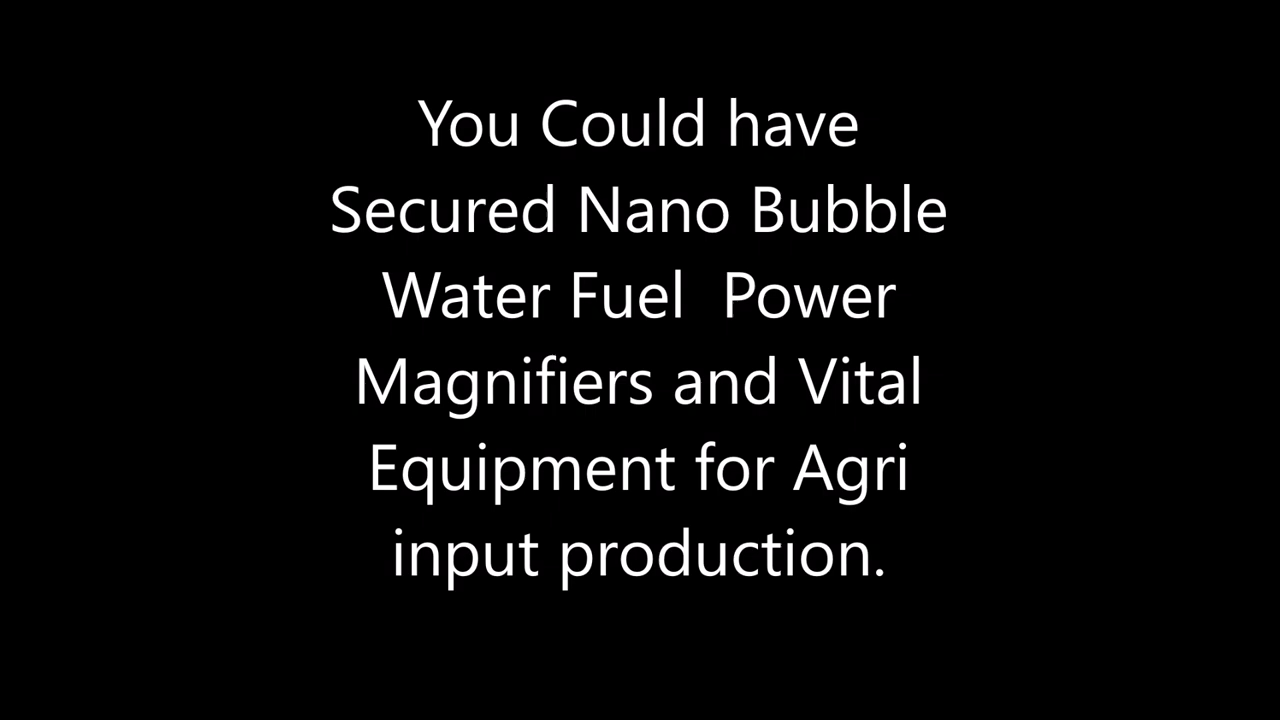 You Could have
Secured Nano Bubble
Water Fuel  Power
Magnifiers and Vital
Equipment for Agri
input production.